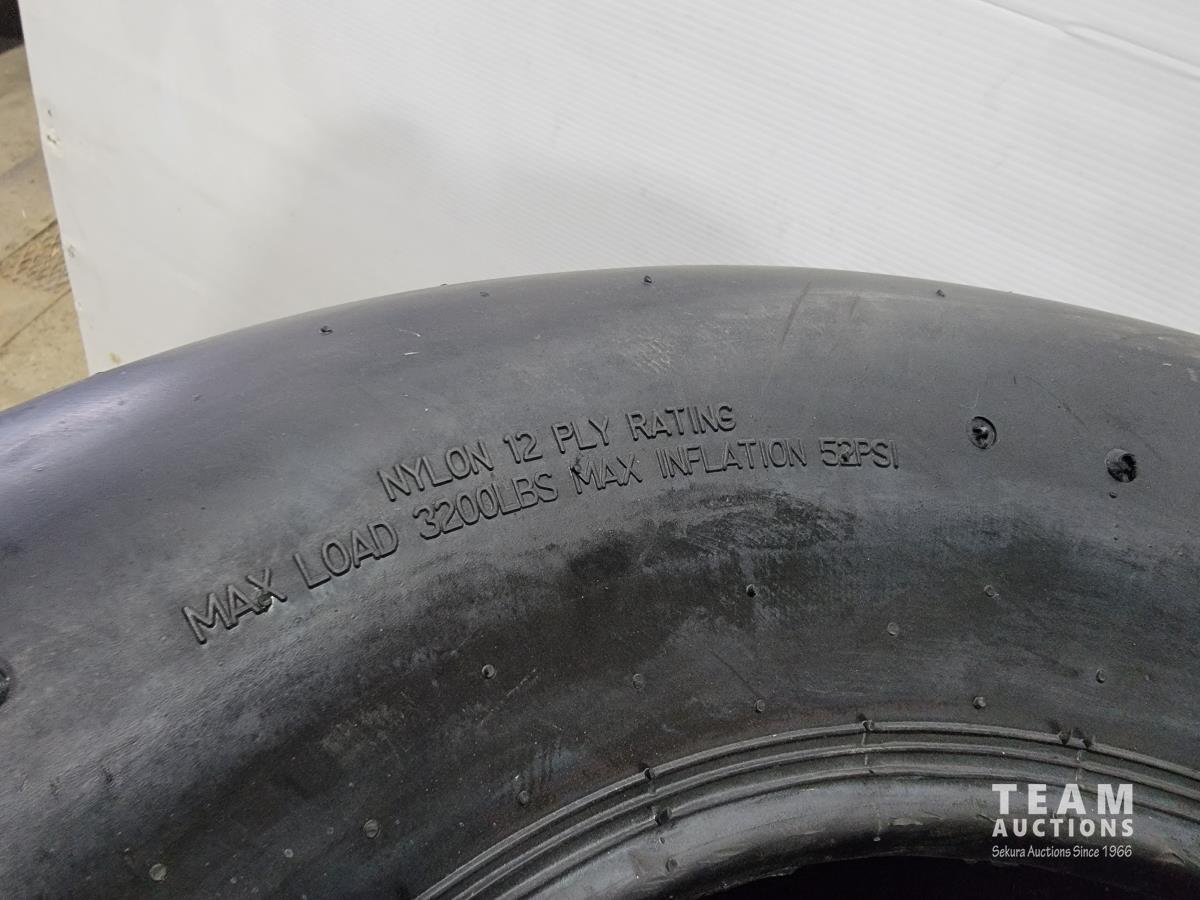 NYLON 12 PLY RATING
MAX LOAD 3200LBS MAX INFLATION 52PSI
TEAM
AUCTIONS
Sekura Auctions Since 1966